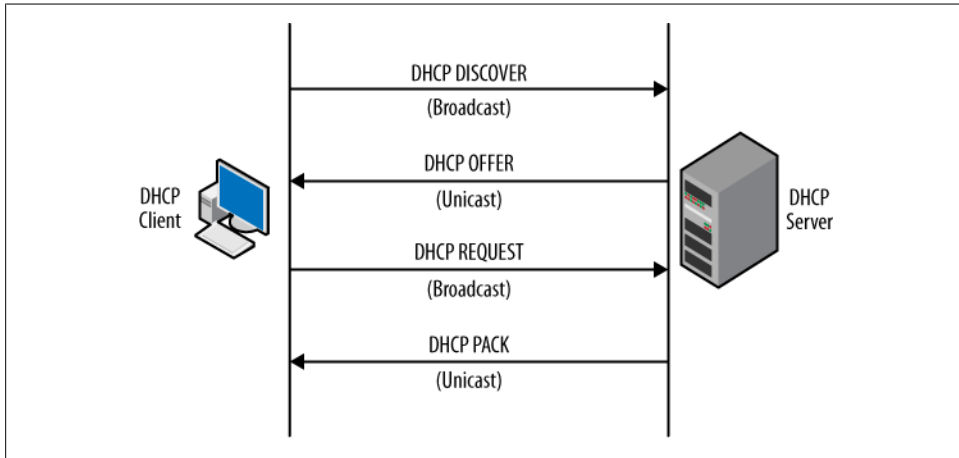 DHCP DISCOVER
(Broadcast)
DHCP OFFER
(Unicast)
DHCP
Client
DHCP
Server
DHCP REQUEST
(Broadcast)
DHCP PACK
(Unicast)